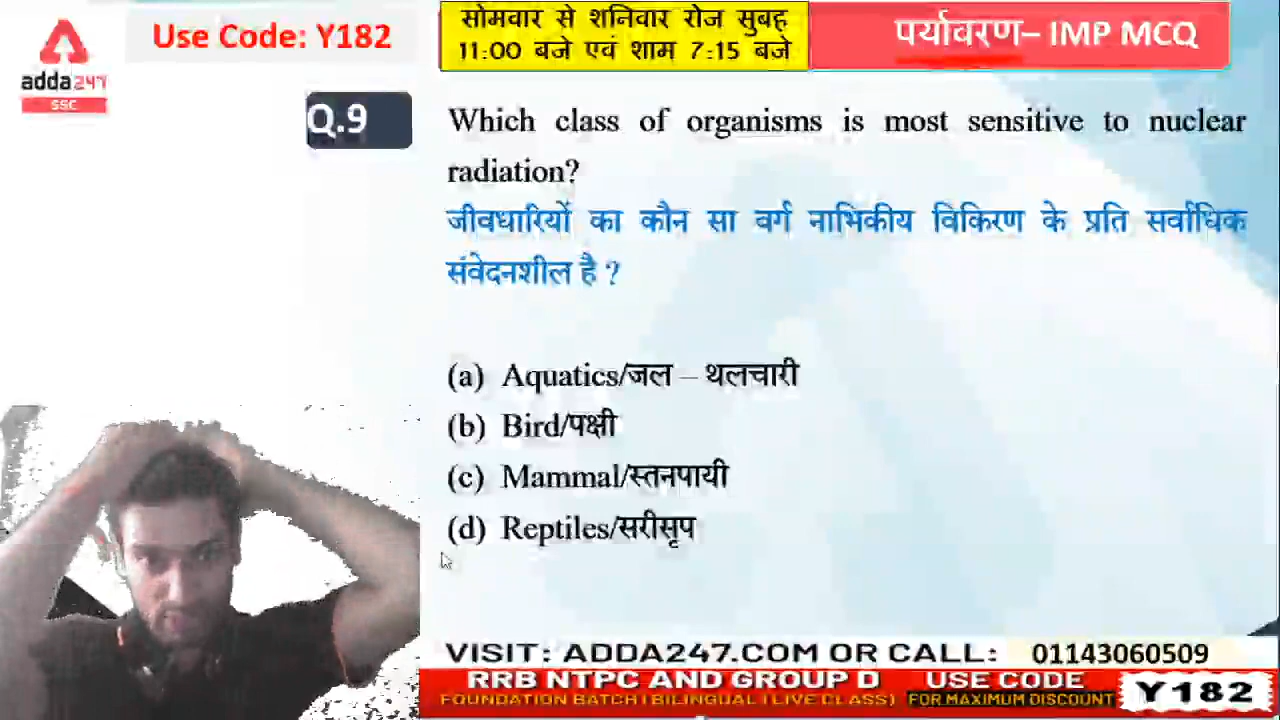 adda247
SSC
Use Code: Y182
सोमवार से शनिवार रोज सुबह
11:00 बजे एवं शाम 7:15 बजे
पर्यावरण– IMP MCQ
Q.9
Which class of organisms is most sensitive to nuclear
radiation?
जीवधारियों का कौन सा वर्ग नाभिकीय विकिरण के प्रति सर्वाधिक
संवेदनशील है ?
(a) Aquatics/जल – थलचारी
(b) Bird/पक्षी
(c) Mammal/स्तनपायी
(d) Reptiles/सरीसृप
VISIT: ADDA247.COM OR CALL: 01143060509
RRB NTPC AND GROUP D
FOUNDATION BATCH | BILINGUAL (LIVE CLASS)
USE CODE
FOR MAXIMUM DISCOUNT
Y182